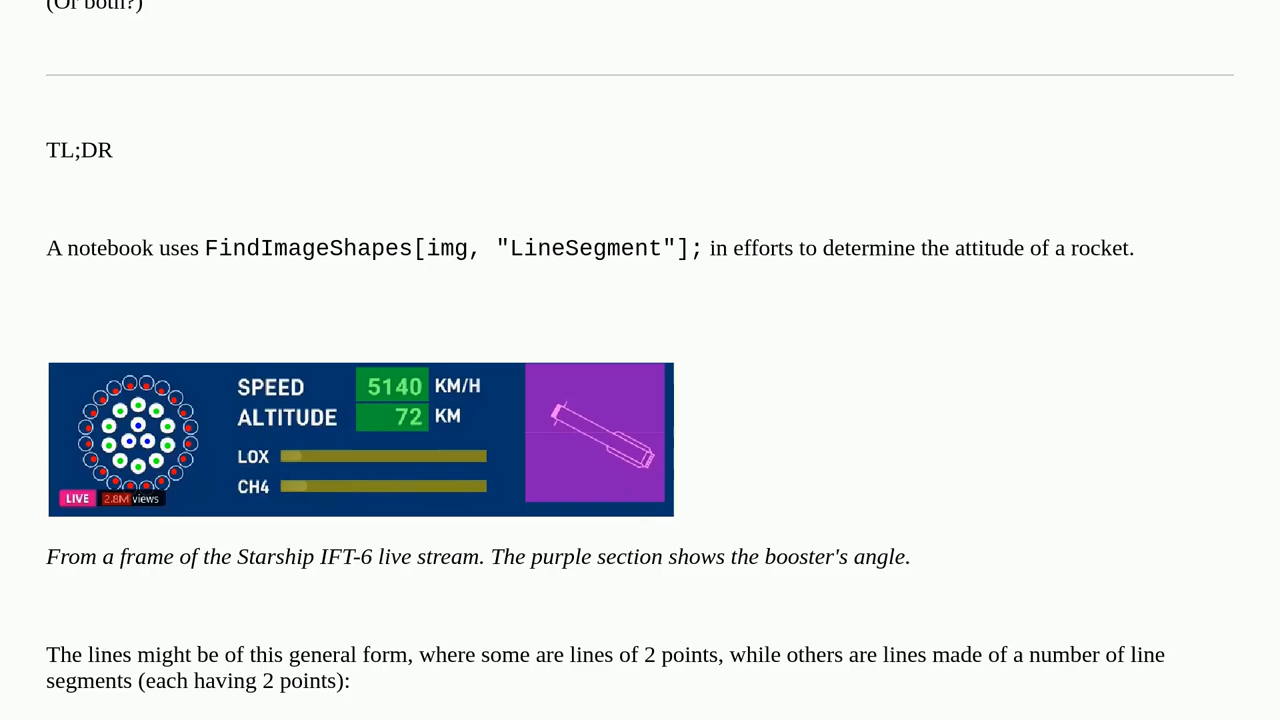 (Or both?)
TL;DR
A notebook uses FindImageShapes[img, "LineSegment"]; in efforts to determine the attitude of a rocket.
SPEED 5140 KM/H
ALTITUDE 72 KM
LOX
CH4
LIVE 2.8M views
From a frame of the Starship IFT-6 live stream. The purple section shows the booster's angle.
The lines might be of this general form, where some are lines of 2 points, while others are lines made of a number of line
segments (each having 2 points):